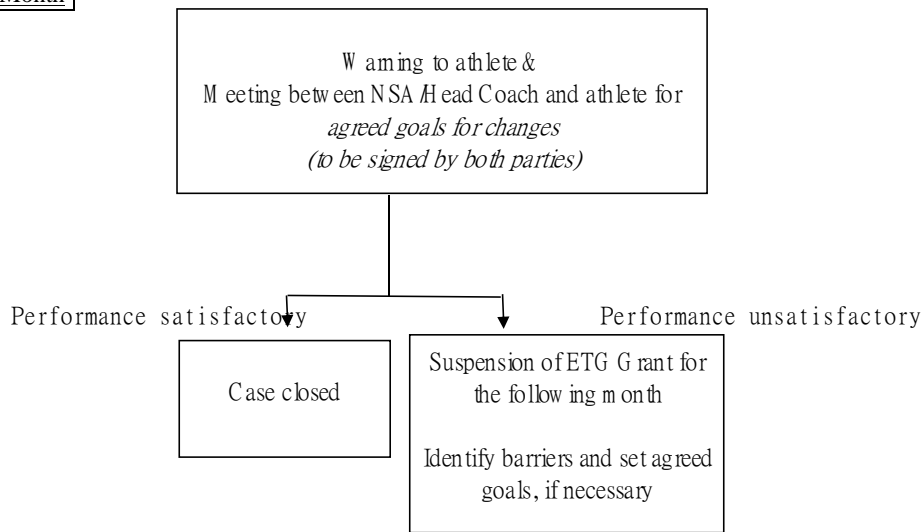 Month
Warning to athlete &
Meeting between NSA/Head Coach and athlete for
agreed goals for changes
(to be signed by both parties)
Performance satisfactory
Performance unsatisfactory
Case closed
Suspension of ETG Grant for
the following month
Identify barriers and set agreed
goals, if necessary